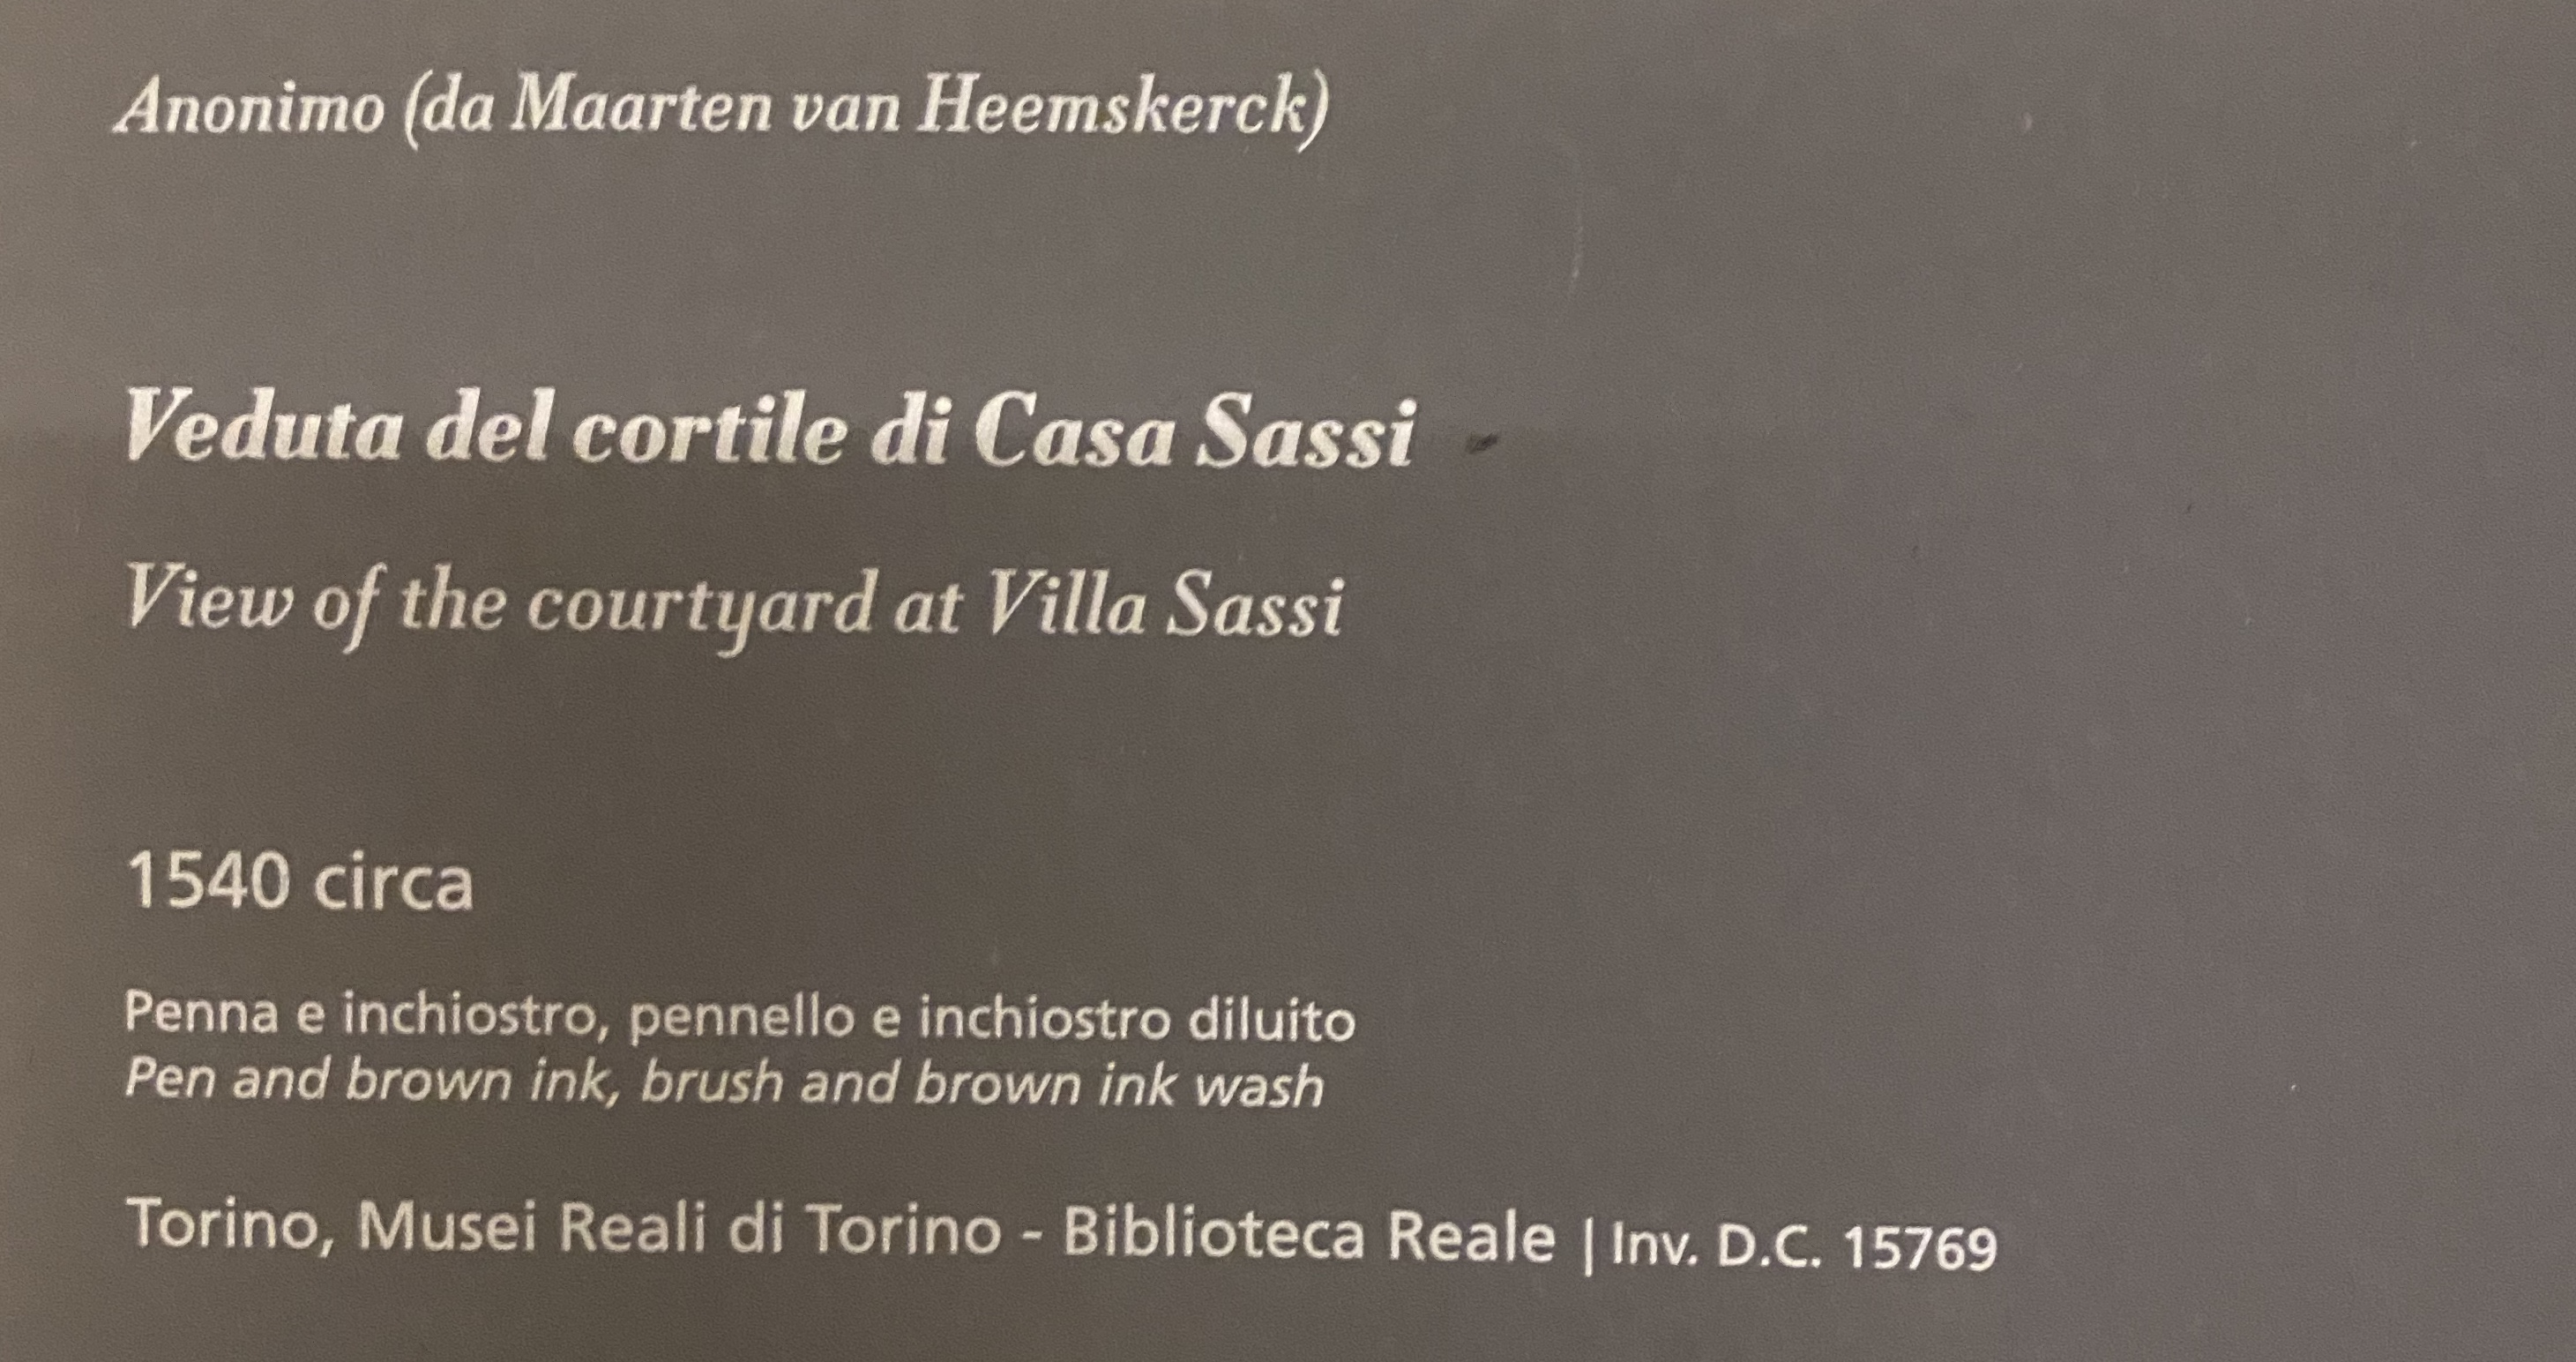 Anonimo (da Maarten van Heemskerck)
Veduta del cortile di Casa Sassi
View of the courtyard at Villa Sassi
1540 circa
Penna e inchiostro, pennello e inchiostro diluito
Pen and brown ink, brush and brown ink wash
Torino, Musei Reali di Torino - Biblioteca Reale | Inv. D.C. 15769